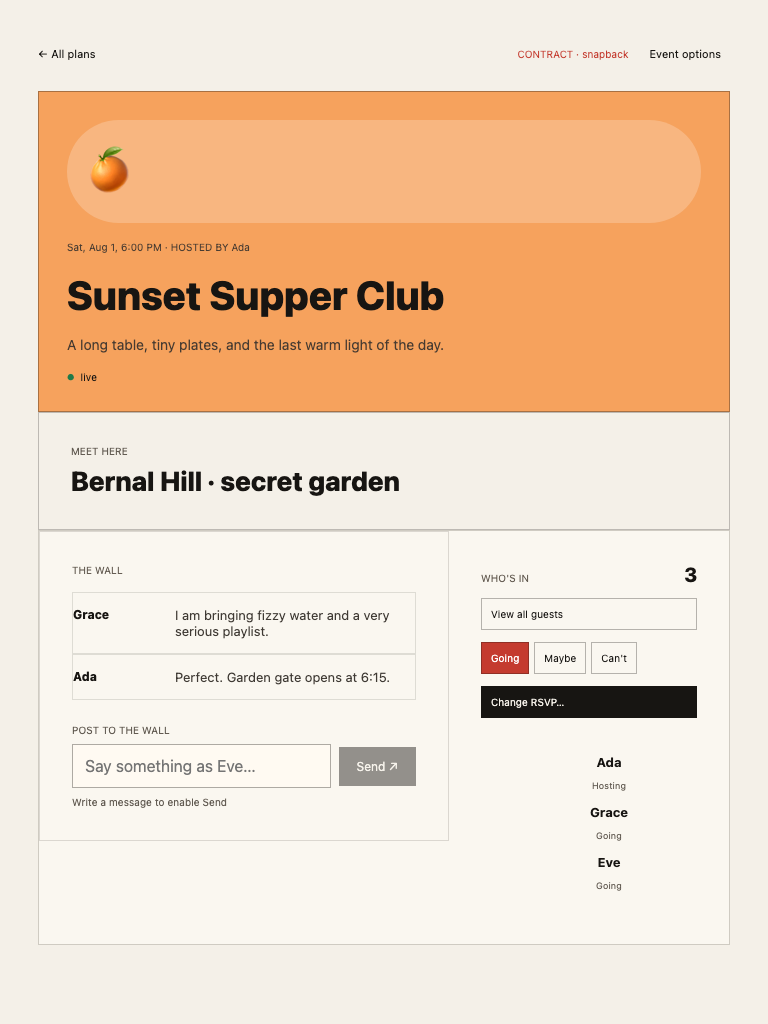 ← All plans
CONTRACT · snapback
Event options
Sat, Aug 1, 6:00 PM · HOSTED BY Ada
Sunset Supper Club
A long table, tiny plates, and the last warm light of the day.
live
MEET HERE
Bernal Hill · secret garden
THE WALL
Grace
I am bringing fizzy water and a very
serious playlist.
Ada
Perfect. Garden gate opens at 6:15.
POST TO THE WALL
Say something as Eve...
Send ↗
Write a message to enable Send
WHO'S IN
3
View all guests
Going
Maybe
Can't
Change RSVP...
Ada
Hosting
Grace
Going
Eve
Going